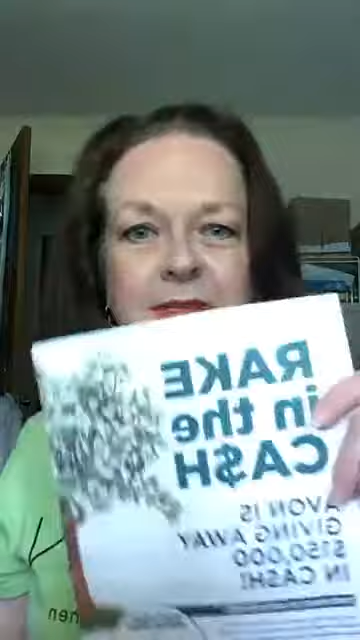 RAKE
in the
CA$H
AVON IS
GIVING AWAY
$150,000
IN CASH!